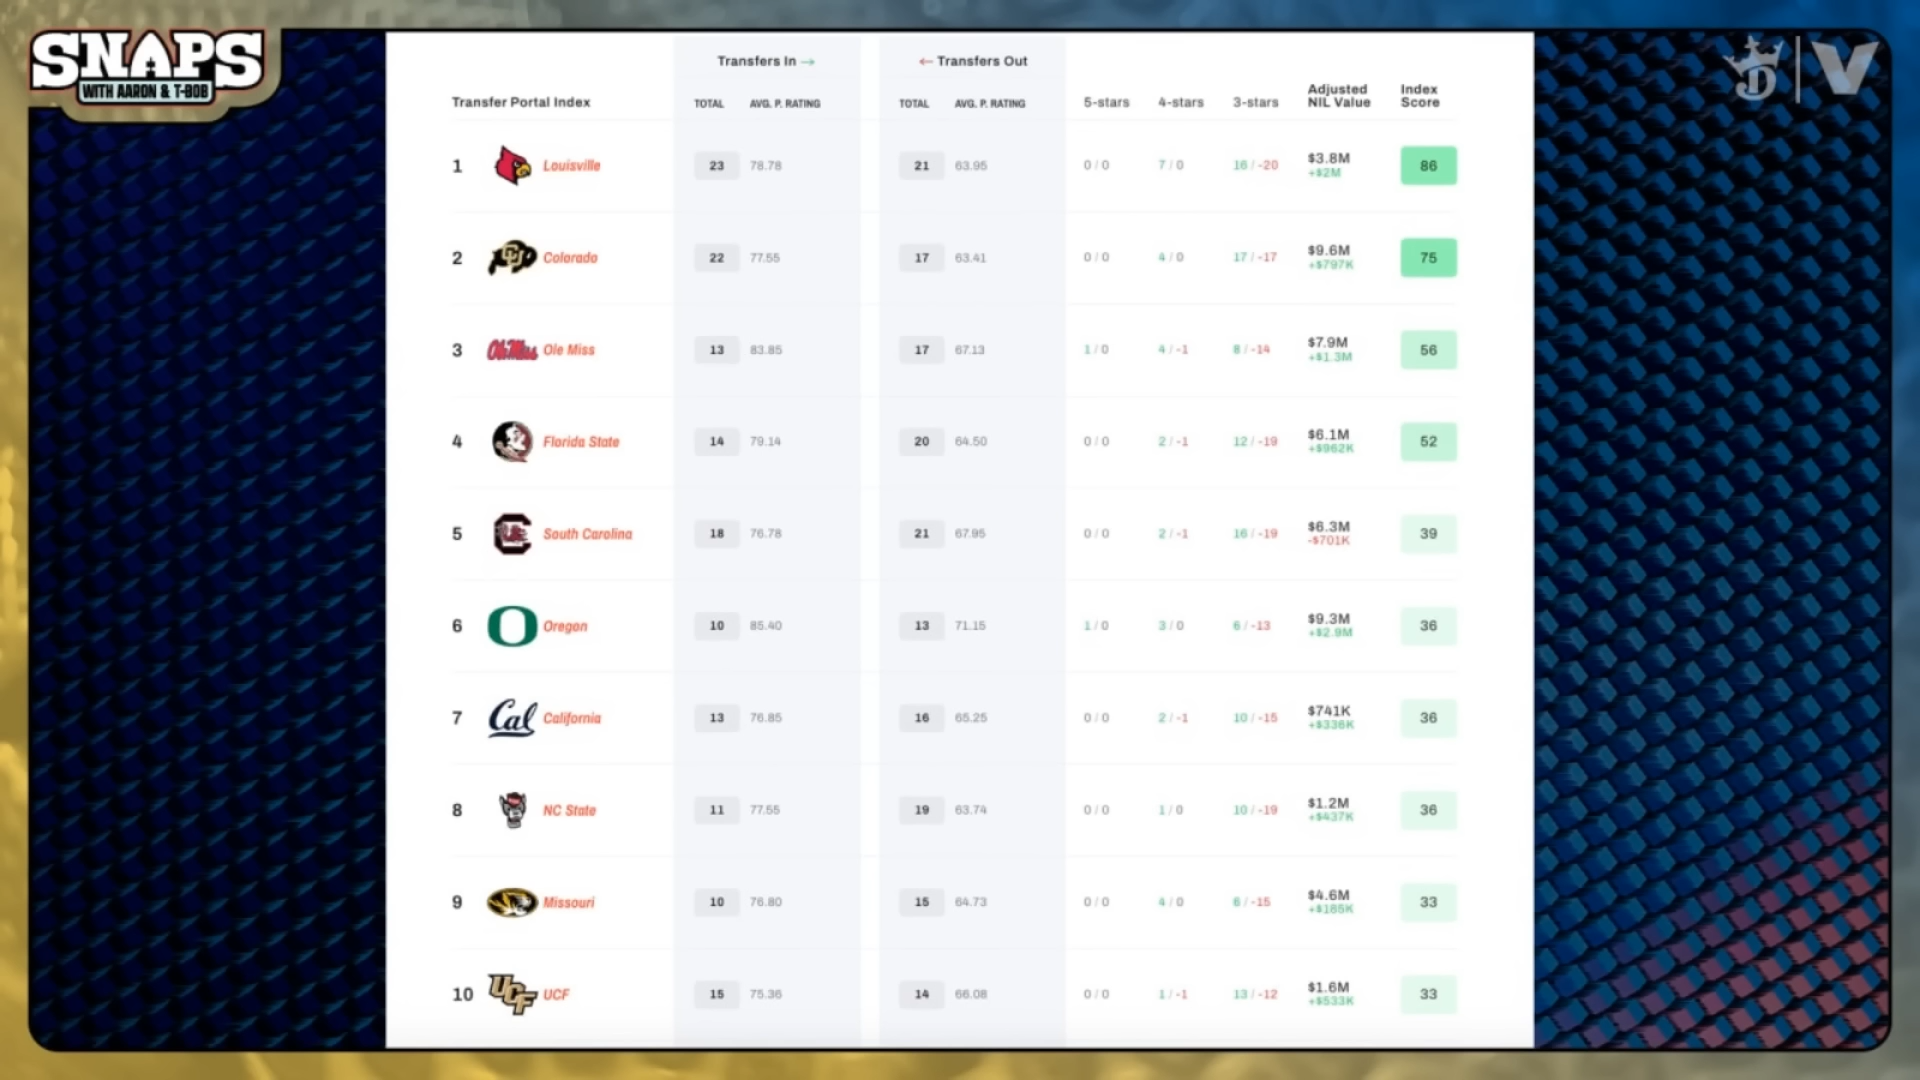 SNAPS
WITH AARON & T-BOB
D V
Transfers In → ← Transfers Out
Transfer Portal Index TOTAL AVG. P. RATING TOTAL AVG. P. RATING 5-stars 4-stars 3-stars Adjusted NIL Value Index Score
1 Louisville 23 78.78 21 63.95 0 / 0 7 / 0 16 / -20 $3.8M +$2M 86
2 CU Colorado 22 77.55 17 63.41 0 / 0 4 / 0 17 / -17 $9.6M +$797K 75
3 Ole Miss Ole Miss 13 83.85 17 67.13 1 / 0 4 / -1 8 / -14 $7.9M +$1.3M 56
4 Florida State 14 79.14 20 64.50 0 / 0 2 / -1 12 / -19 $6.1M +$962K 52
5 C South Carolina 18 76.78 21 67.95 0 / 0 2 / -1 16 / -19 $6.3M -$701K 39
6 O Oregon 10 85.40 13 71.15 1 / 0 3 / 0 6 / -13 $9.3M +$2.9M 36
7 Cal California 13 76.85 16 65.25 0 / 0 2 / -1 10 / -15 $741K +$336K 36
8 NC State 11 77.55 19 63.74 0 / 0 1 / 0 10 / -19 $1.2M +$437K 36
9 Missouri 10 76.80 15 64.73 0 / 0 4 / 0 6 / -15 $4.6M +$185K 33
10 UCF UCF 15 75.36 14 66.08 0 / 0 1 / -1 13 / -12 $1.6M +$533K 33